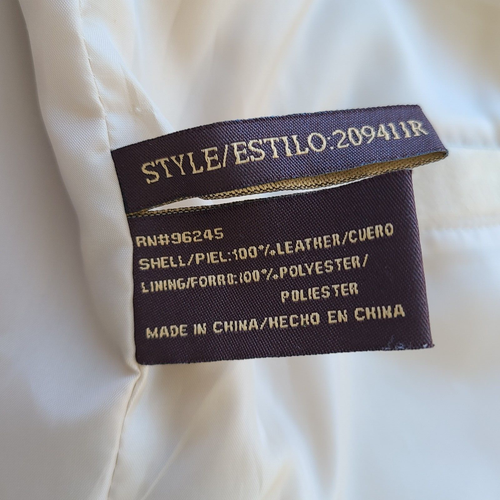 STYLE/ESTILO:209411R
RN#96245
SHELL/PIEL:100%LEATHER/CUERO
LINING/FORRO:100%POLYESTER/
POLIESTER
MADE IN CHINA/HECHO EN CHINA